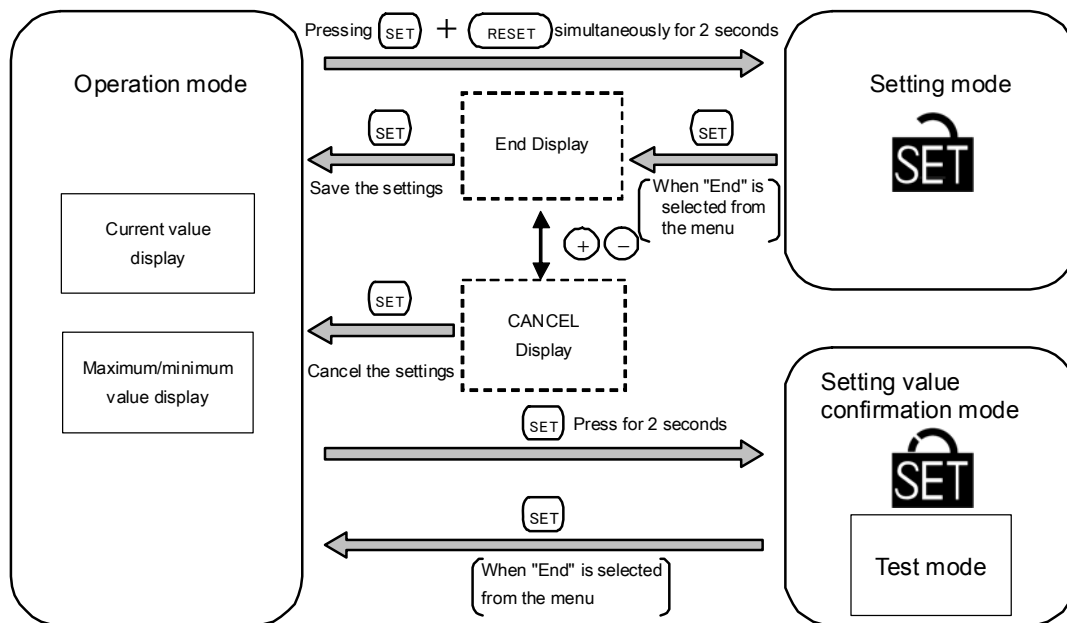 Pressing SET + RESET simultaneously for 2 seconds
Operation mode
Setting mode
SET
End Display
SET
SET
Save the settings
(When "End" is
selected from
the menu)
Current value
display
+ −
SET
CANCEL
Display
Cancel the settings
Maximum/minimum
value display
Setting value
confirmation mode
SET
SET Press for 2 seconds
SET
Test mode
(When "End" is selected
from the menu)